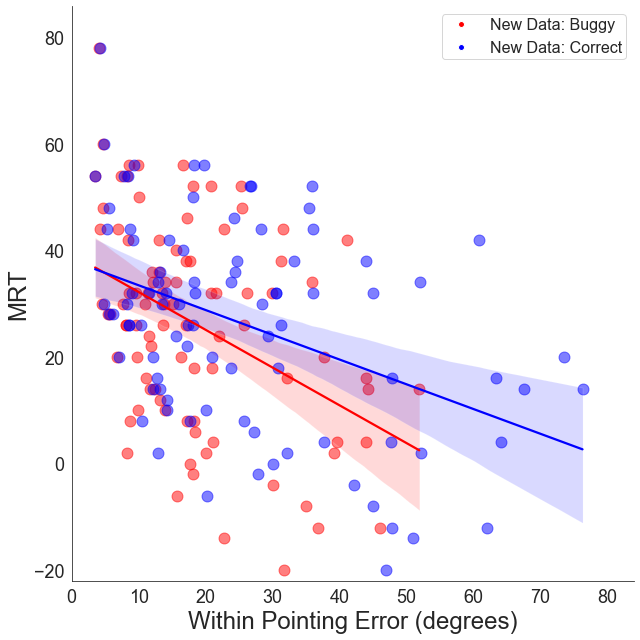 New Data: Buggy
New Data: Correct
80
60
40
20
0
−20
MRT
0 10 20 30 40 50 60 70 80
Within Pointing Error (degrees)